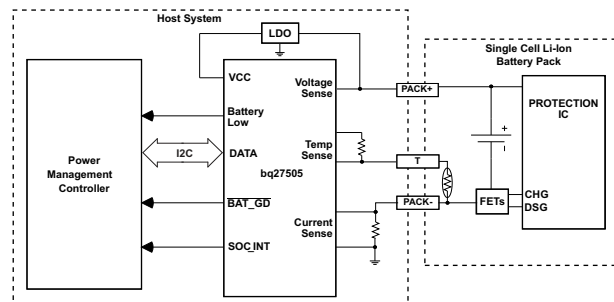 Host System
LDO
Single Cell Li-Ion
Battery Pack
VCC
Voltage
Sense
PACK+
PROTECTION
IC
Battery
Low
Temp
Sense
T
Power
Management
Controller
I2C
DATA
bq27505
BAT_GD
PACK-
FETs
CHG
DSG
Current
Sense
SOC_INT
+
–